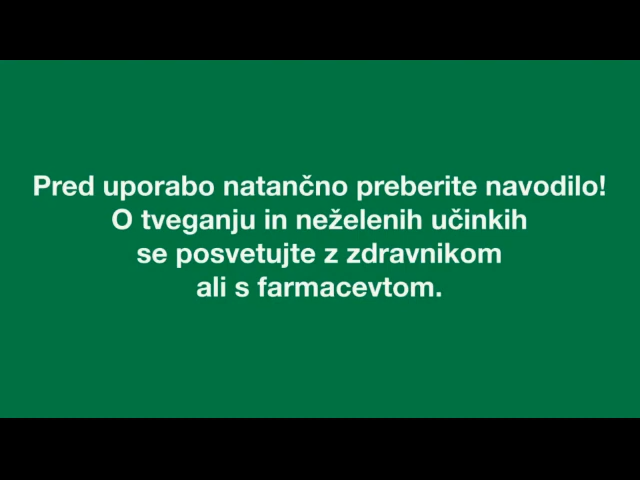 Pred uporabo natančno preberite navodilo!
O tveganju in neželenih učinkih
se posvetujte z zdravnikom
ali s farmacevtom.